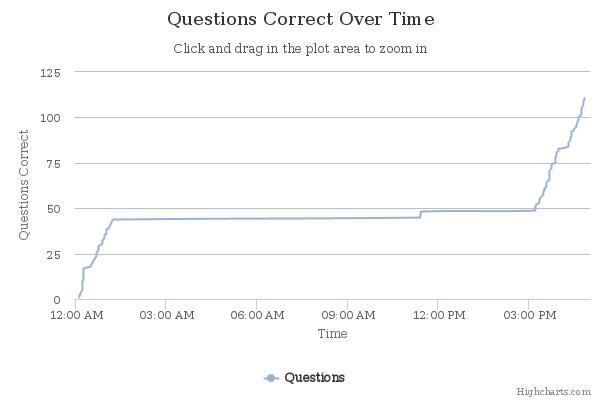 Questions Correct Over Time
Click and drag in the plot area to zoom in
Questions Correct
125
100
75
50
25
0
12:00 AM 03:00 AM 06:00 AM 09:00 AM 12:00 PM 03:00 PM
Time
Questions
Highcharts.com